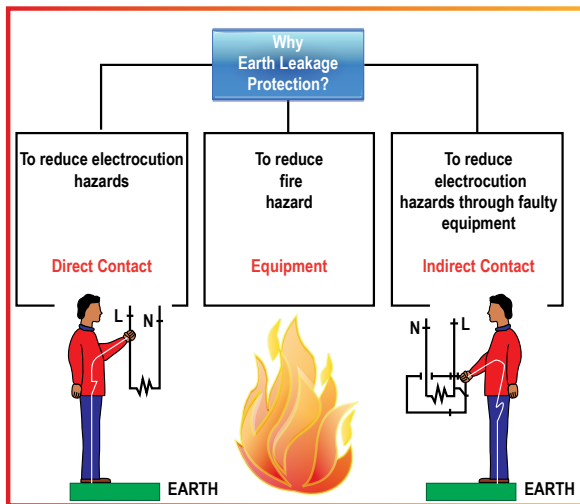 Why
Earth Leakage
Protection?
To reduce electrocution
hazards
Direct Contact
To reduce
fire
hazard
Equipment
To reduce
electrocution
hazards through faulty
equipment
Indirect Contact
L
N
EARTH
N
L
EARTH